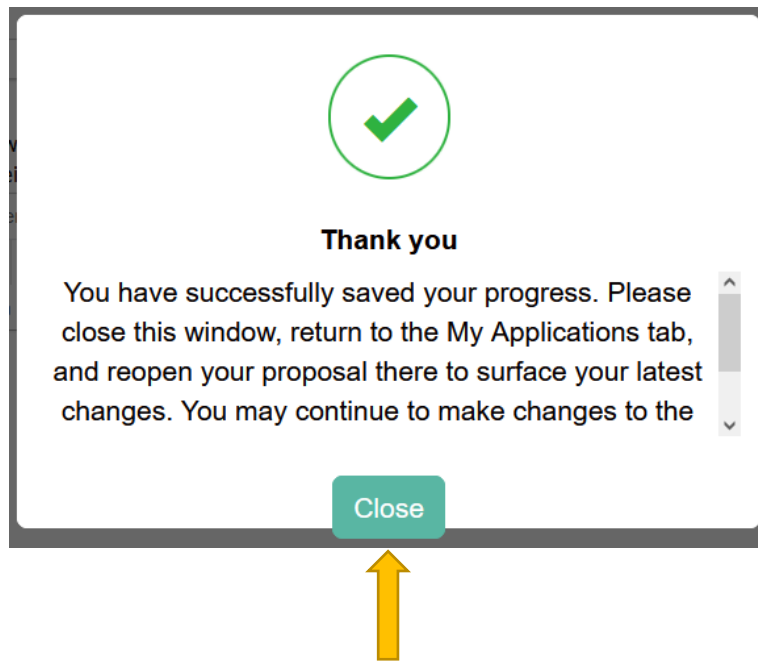 Thank you
You have successfully saved your progress. Please
close this window, return to the My Applications tab,
and reopen your proposal there to surface your latest
changes. You may continue to make changes to the
Close